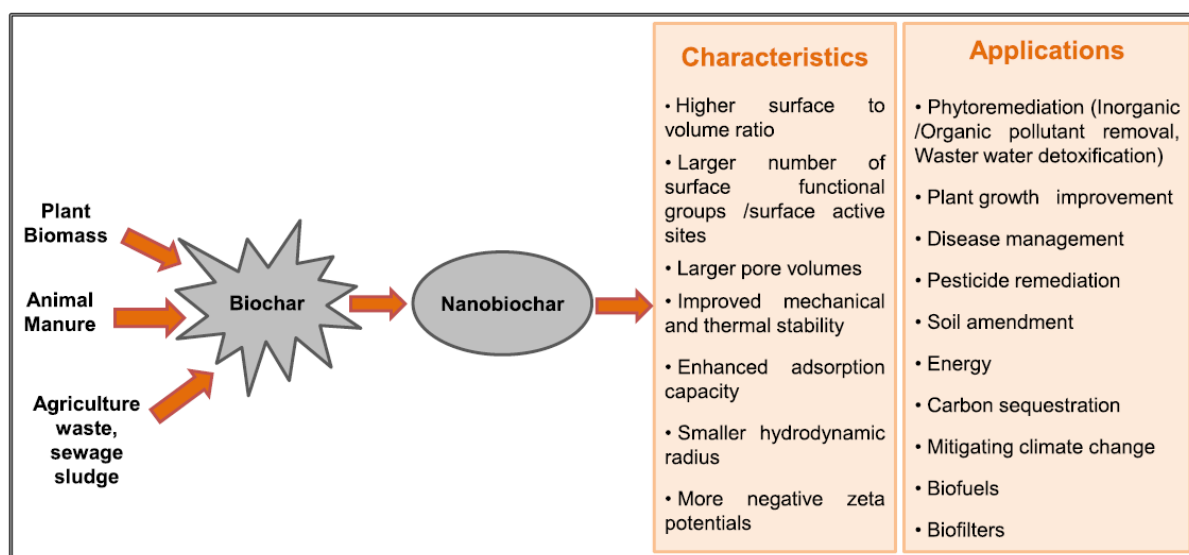 Plant
Biomass
Animal
Manure
Agriculture
waste,
sewage
sludge
Biochar
Nanobiochar
Characteristics
• Higher surface to
volume ratio
• Larger number of
surface functional
groups /surface active
sites
• Larger pore volumes
• Improved mechanical
and thermal stability
• Enhanced adsorption
capacity
• Smaller hydrodynamic
radius
• More negative zeta
potentials
Applications
• Phytoremediation (Inorganic
/Organic pollutant removal,
Waster water detoxification)
• Plant growth improvement
• Disease management
• Pesticide remediation
• Soil amendment
• Energy
• Carbon sequestration
• Mitigating climate change
• Biofuels
• Biofilters